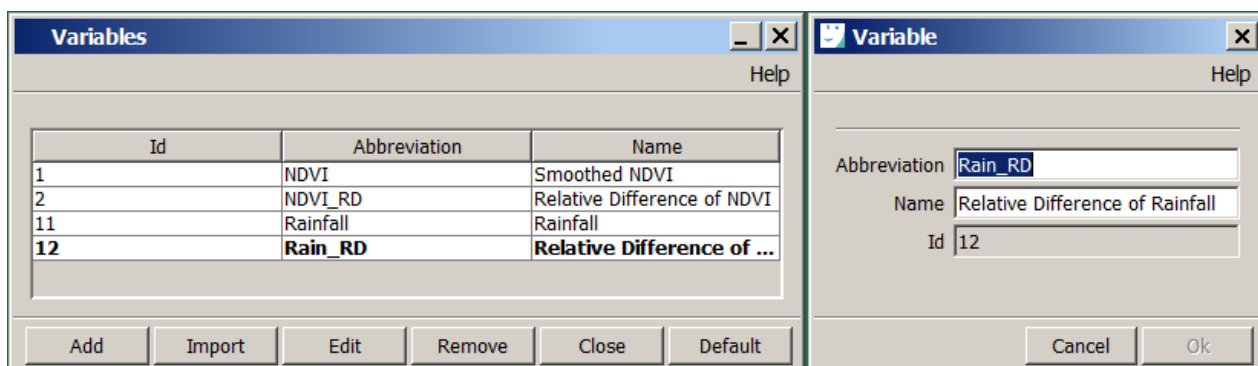 Variables
Help
Id Abbreviation Name
1 NDVI Smoothed NDVI
2 NDVI_RD Relative Difference of NDVI
11 Rainfall Rainfall
12 Rain_RD Relative Difference of ...
Add Import Edit Remove Close Default
Variable
Help
Abbreviation Rain_RD
Name Relative Difference of Rainfall
Id 12
Cancel Ok